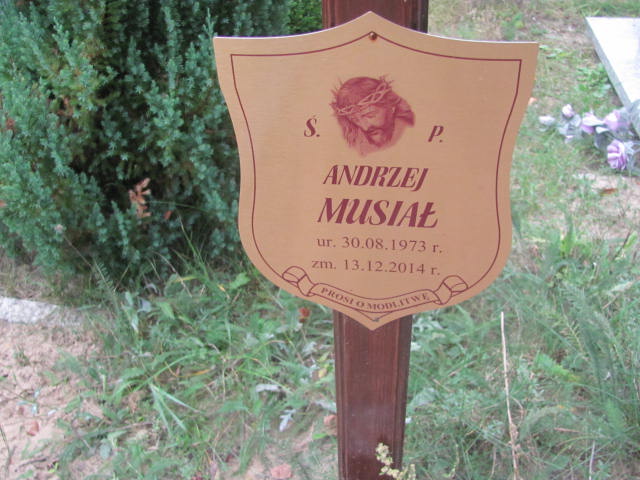 Ś. P.
ANDRZEJ
MUSIAŁ
ur. 30.08.1973 r.
zm. 13.12.2014 r.
PROSI O MODLITWĘ